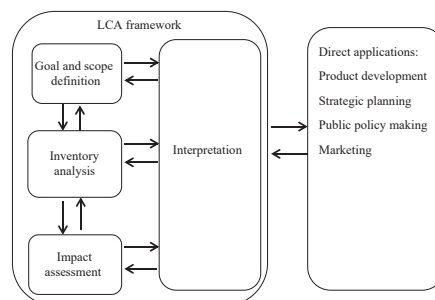 LCA framework
Goal and scope
definition
Inventory
analysis
Impact
assessment
Interpretation
Direct applications:
Product development
Strategic planning
Public policy making
Marketing